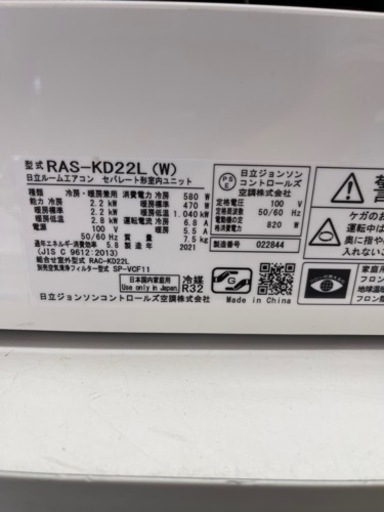 型式 RAS-KD22L (W)
日立ルームエアコン セパレート形室内ユニット
種類 冷房・暖房兼用 消費電力 冷房 580 W
能力 冷房 2.2 kW 暖房 470 W
暖房 2.2 kW 暖房低温 1.040 kW
暖房低温 2.8 kW 運転電流 冷房 6.8 A
電源 100 V 暖房 5.5 A
50/60 Hz 質量 7.5 kg
通年エネルギー消費効率 5.8 2021
(JIS C 9612:2013)
組合せ室外型式 RAC-KD22L
別売空気清浄フィルター型式 SP-VCF11
日立ジョンソンコントロールズ空調株式会社
PS
E
日立ジョンソン
コントロールズ
空調株式会社
定格電圧 100 V
定格周波数 50/60 Hz
定格消費電力 820 W
製造番号 022844
日本国内家庭用
Use only in Japan
冷媒
R32
G
Made in China
ケガのお
運転中は
奥に指や
入れない
家庭用
フロン
地球温暖
フロン